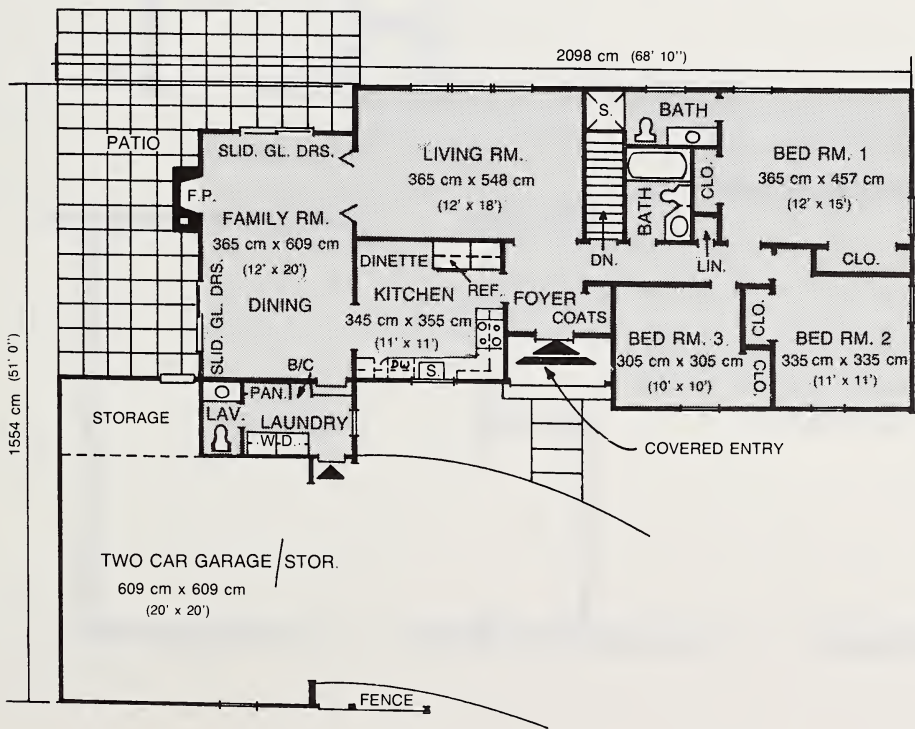 2098 cm (68' 10")
PATIO
SLID. GL. DRS.
F.P.
FAMILY RM.
365 cm x 609 cm
(12' x 20')
DINING
SLID. GL. DRS.
LIVING RM.
365 cm x 548 cm
(12' x 18')
S.
BATH
BATH
CLO.
BED RM. 1
365 cm x 457 cm
(12' x 15')
CLO.
DN.
LIN.
DINETTE
REF.
KITCHEN
345 cm x 355 cm
(11' x 11')
DW
S.
FOYER
COATS
BED RM. 3
305 cm x 305 cm
(10' x 10')
CLO.
CLO.
BED RM. 2
335 cm x 335 cm
(11' x 11')
B/C
PAN.
LAV.
LAUNDRY
W.D.
STORAGE
COVERED ENTRY
1554 cm (51' 0")
TWO CAR GARAGE/STOR.
609 cm x 609 cm
(20' x 20')
FENCE